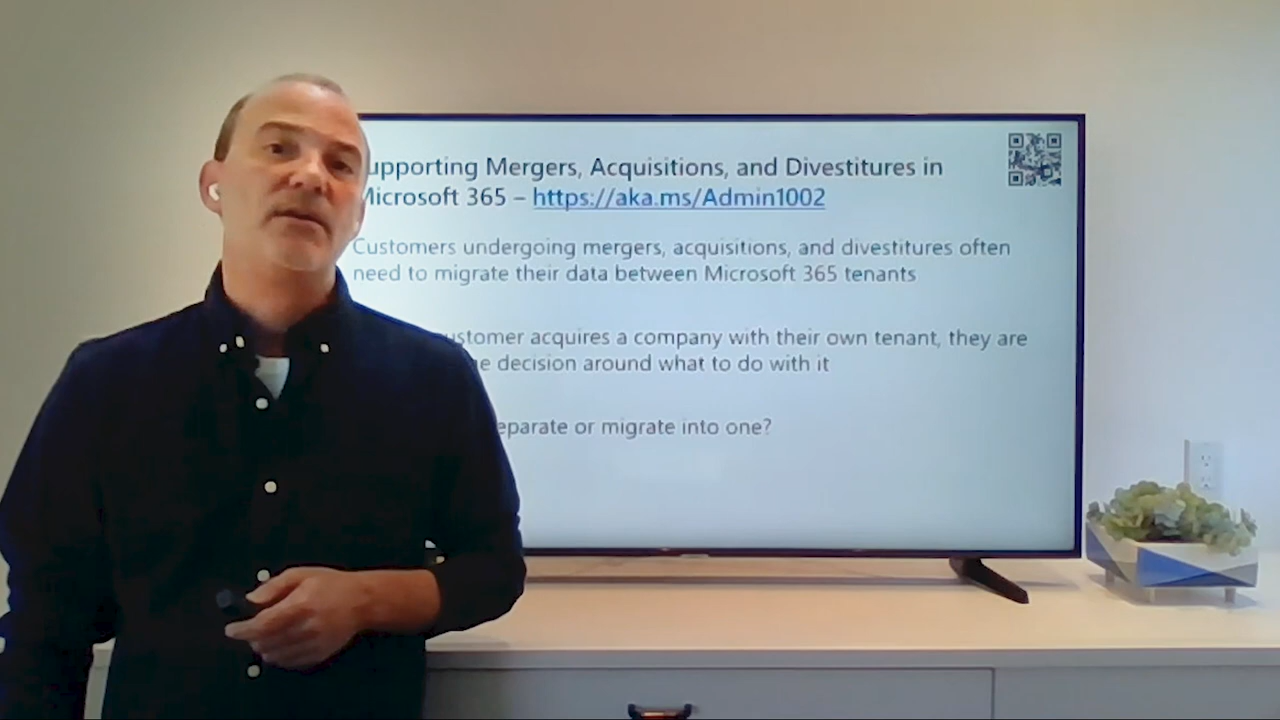 upporting Mergers, Acquisitions, and Divestitures in
Microsoft 365 – https://aka.ms/Admin1002
Customers undergoing mergers, acquisitions, and divestitures often
need to migrate their data between Microsoft 365 tenants
ustomer acquires a company with their own tenant, they are
e decision around what to do with it
eparate or migrate into one?